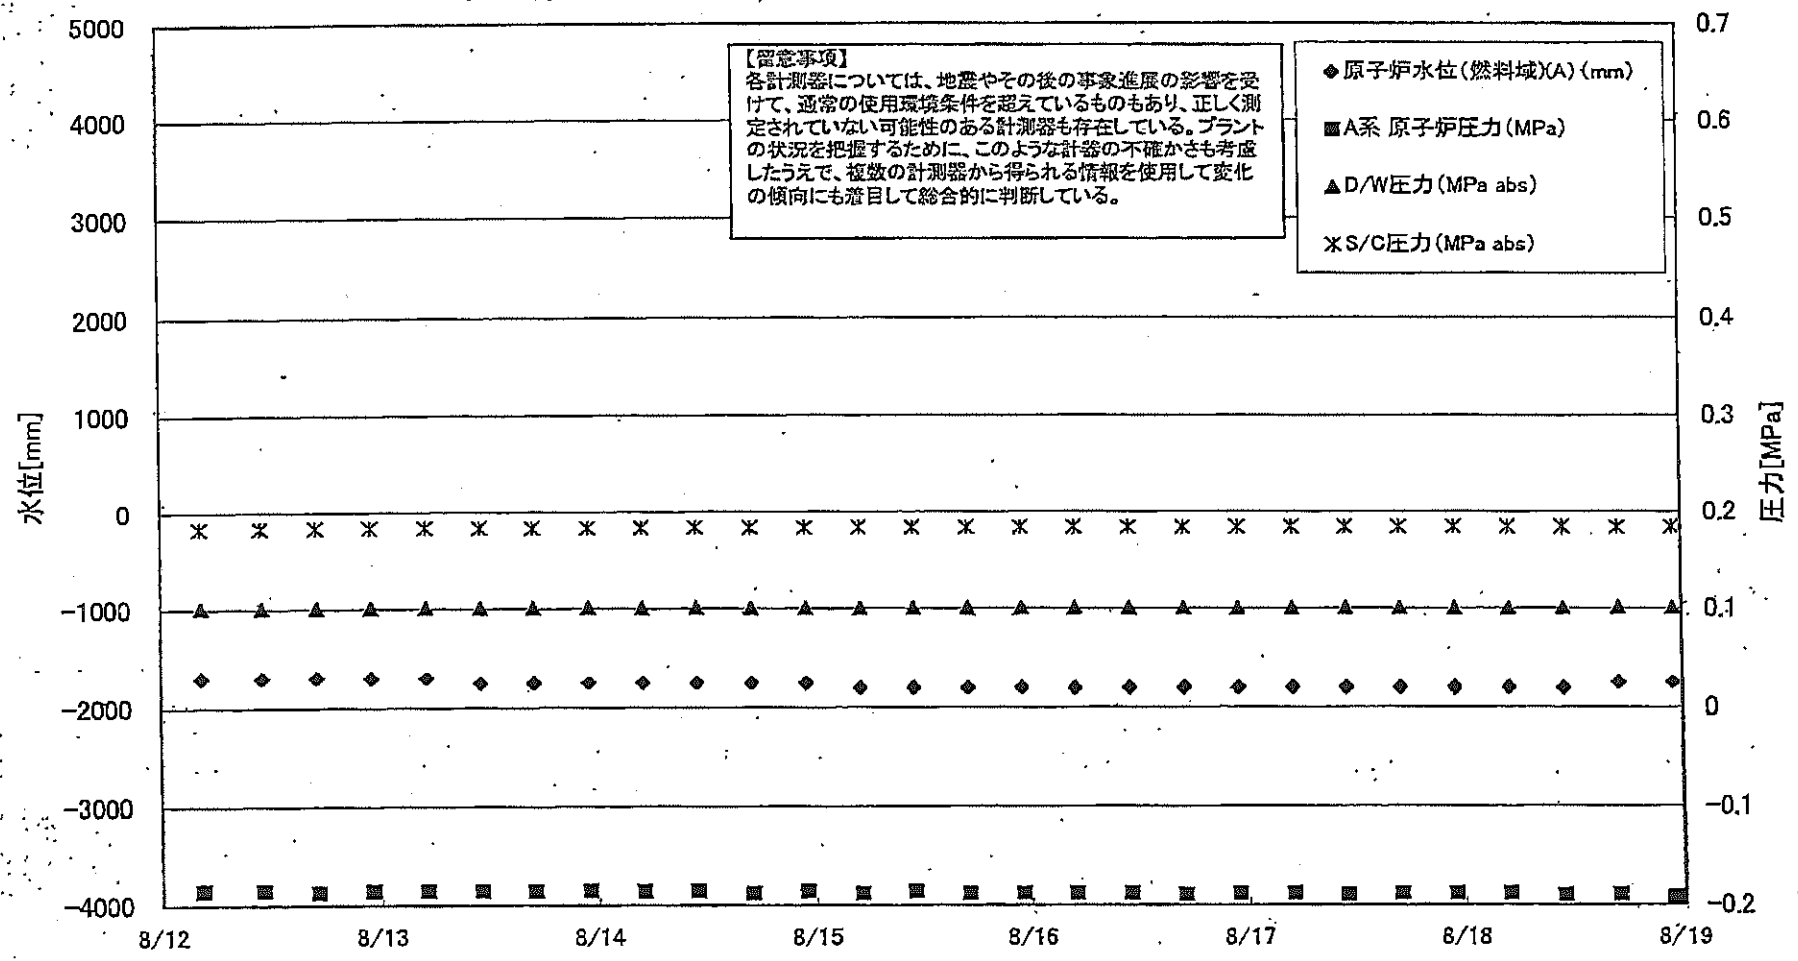 5000
4000
3000
2000
1000
0
-1000
-2000
-3000
-4000
水位[mm]
【留意事項】
各計測器については、地震やその後の事象進展の影響を受
けて、通常の使用環境条件を超えているものもあり、正しく測
定されていない可能性のある計測器も存在している。プラント
の状況を把握するために、このような計器の不確かさも考慮
したうえで、複数の計測器から得られる情報を使用して変化
の傾向にも着目して総合的に判断している。
原子炉水位(燃料域)(A)(mm)
A系 原子炉圧力(MPa)
D/W圧力(MPa abs)
S/C圧力(MPa abs)
0.7
0.6
0.5
0.4
0.3
0.2
0.1
0
-0.1
-0.2
圧力[MPa]
8/12 8/13 8/14 8/15 8/16 8/17 8/18 8/19